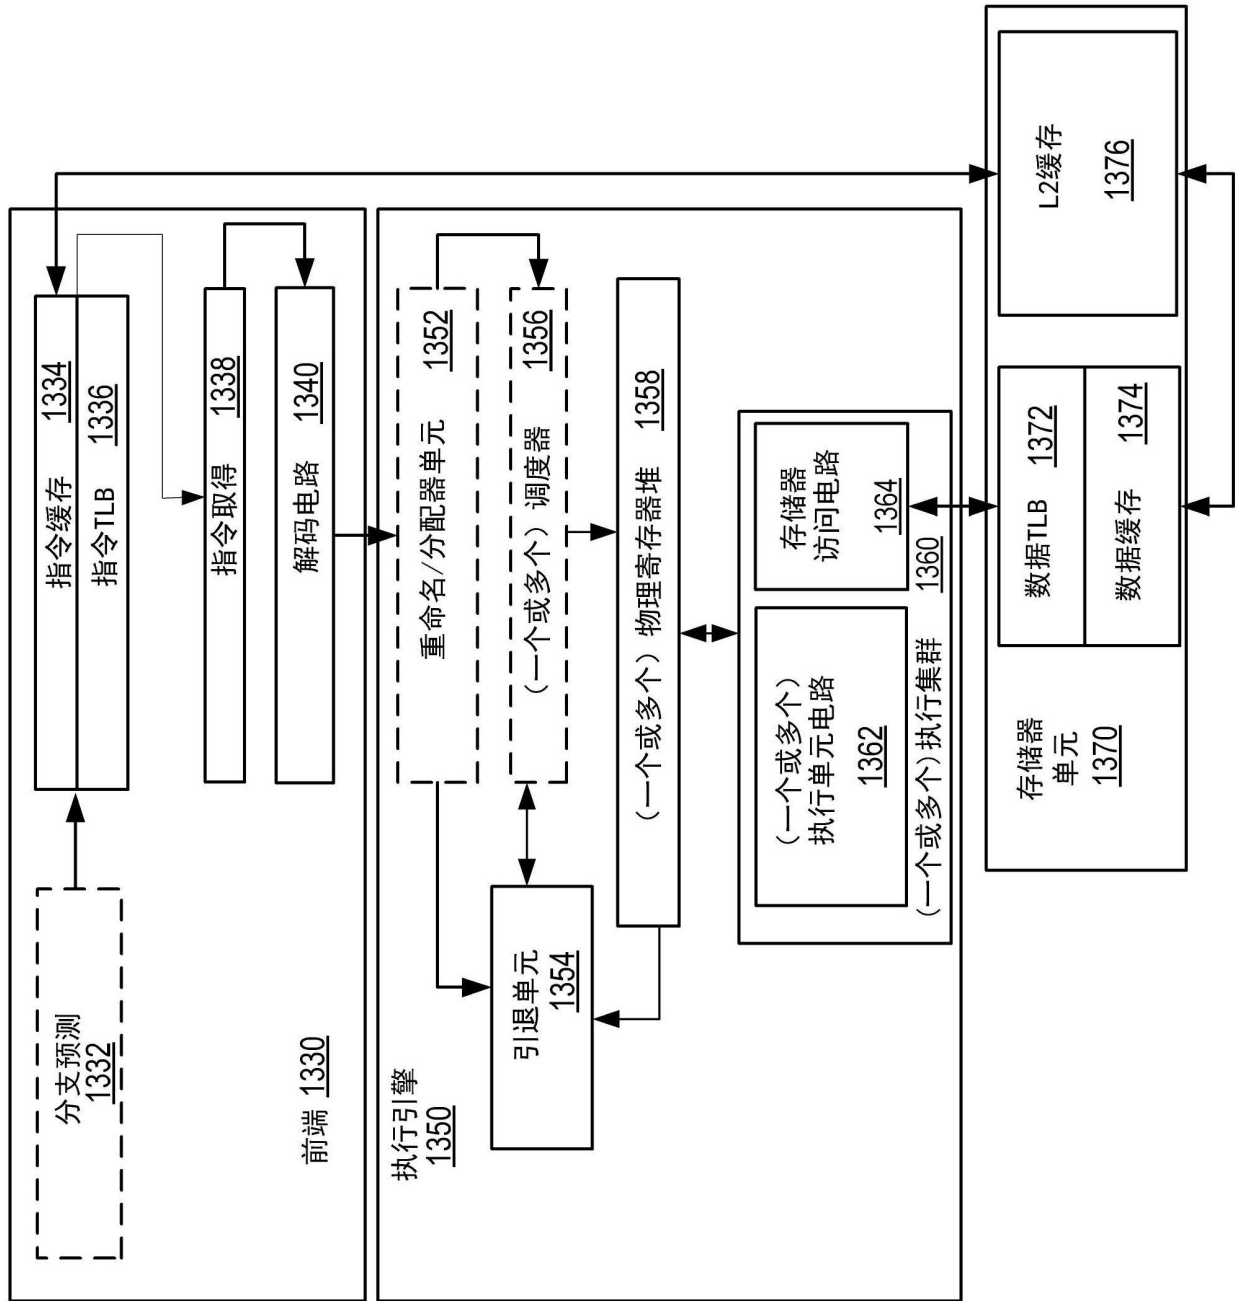 分支预测
1332
指令缓存 1334
指令TLB 1336
指令取得 1338
解码电路 1340
前端 1330
执行引擎
1350
重命名/分配器单元 1352
引退单元
1354
(一个或多个) 调度器 1356
(一个或多个) 物理寄存器堆 1358
(一个或多个)
执行单元电路
1362
存储器
访问电路
1364
(一个或多个)执行集群 1360
存储器
单元
1370
数据TLB 1372
数据缓存 1374
L2缓存
1376